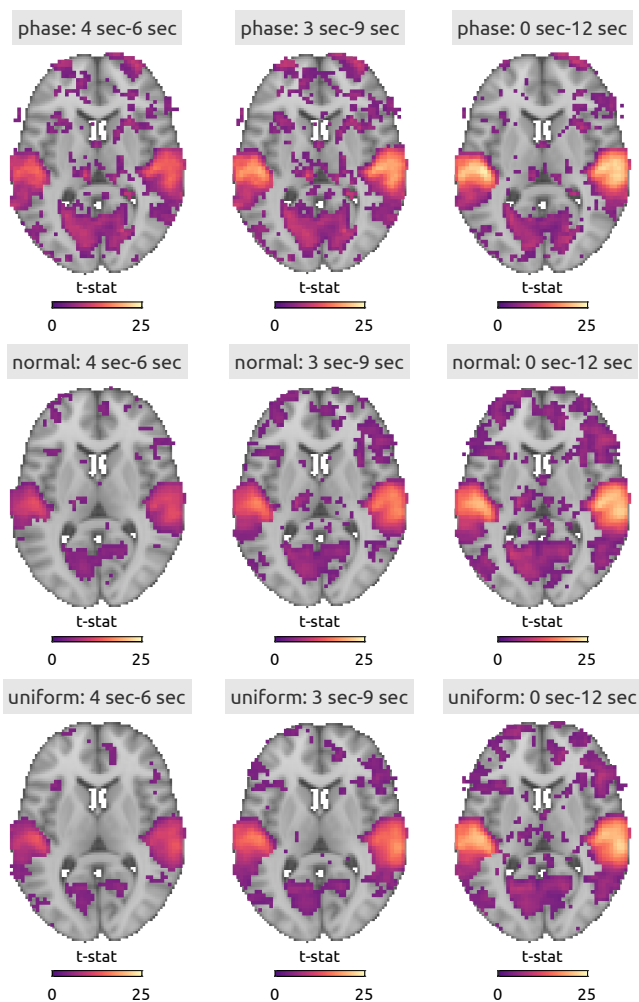 phase: 4 sec-6 sec
phase: 3 sec-9 sec
phase: 0 sec-12 sec
t-stat
t-stat
t-stat
0 25
0 25
0 25
normal: 4 sec-6 sec
normal: 3 sec-9 sec
normal: 0 sec-12 sec
t-stat
t-stat
t-stat
0 25
0 25
0 25
uniform: 4 sec-6 sec
uniform: 3 sec-9 sec
uniform: 0 sec-12 sec
t-stat
t-stat
t-stat
0 25
0 25
0 25